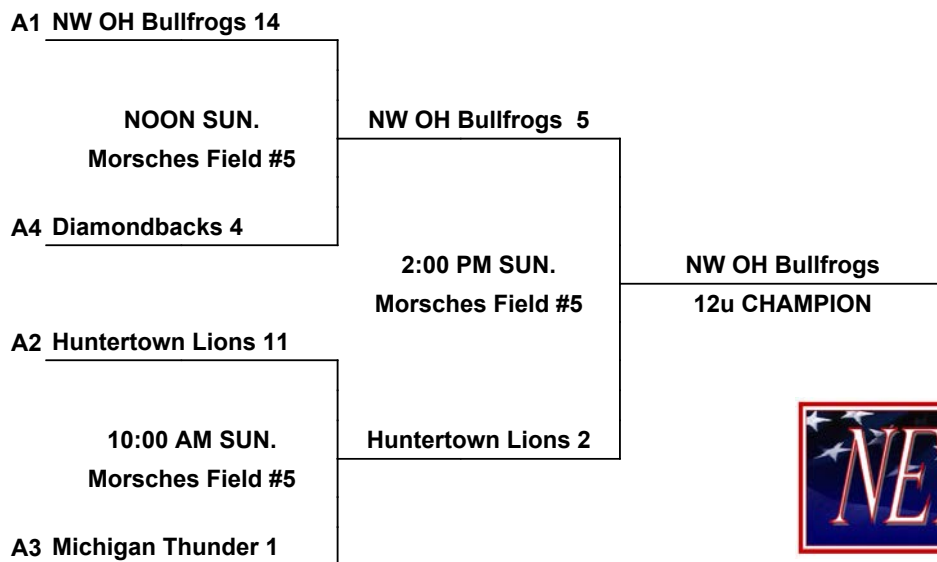 A1 NW OH Bullfrogs 14
NOON SUN.
Morsches Field #5
NW OH Bullfrogs 5
A4 Diamondbacks 4
2:00 PM SUN.
Morsches Field #5
NW OH Bullfrogs
12u CHAMPION
A2 Huntertown Lions 11
10:00 AM SUN.
Morsches Field #5
Huntertown Lions 2
A3 Michigan Thunder 1